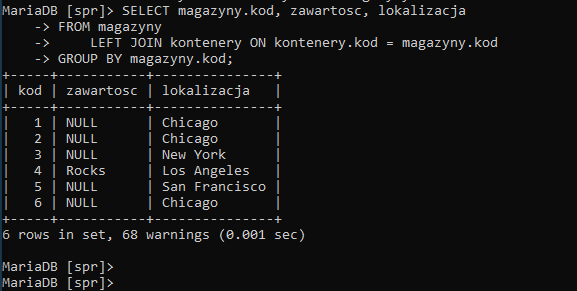 MariaDB [spr]> SELECT magazyny.kod, zawartosc, lokalizacja
    -> FROM magazyny
    ->     LEFT JOIN kontenery ON kontenery.kod = magazyny.kod
    -> GROUP BY magazyny.kod;
+-----+-----------+---------------+
| kod | zawartosc | lokalizacja   |
+-----+-----------+---------------+
|   1 | NULL      | Chicago       |
|   2 | NULL      | Chicago       |
|   3 | NULL      | New York      |
|   4 | Rocks     | Los Angeles   |
|   5 | NULL      | San Francisco |
|   6 | NULL      | Chicago       |
+-----+-----------+---------------+
6 rows in set, 68 warnings (0.001 sec)
MariaDB [spr]>
MariaDB [spr]>